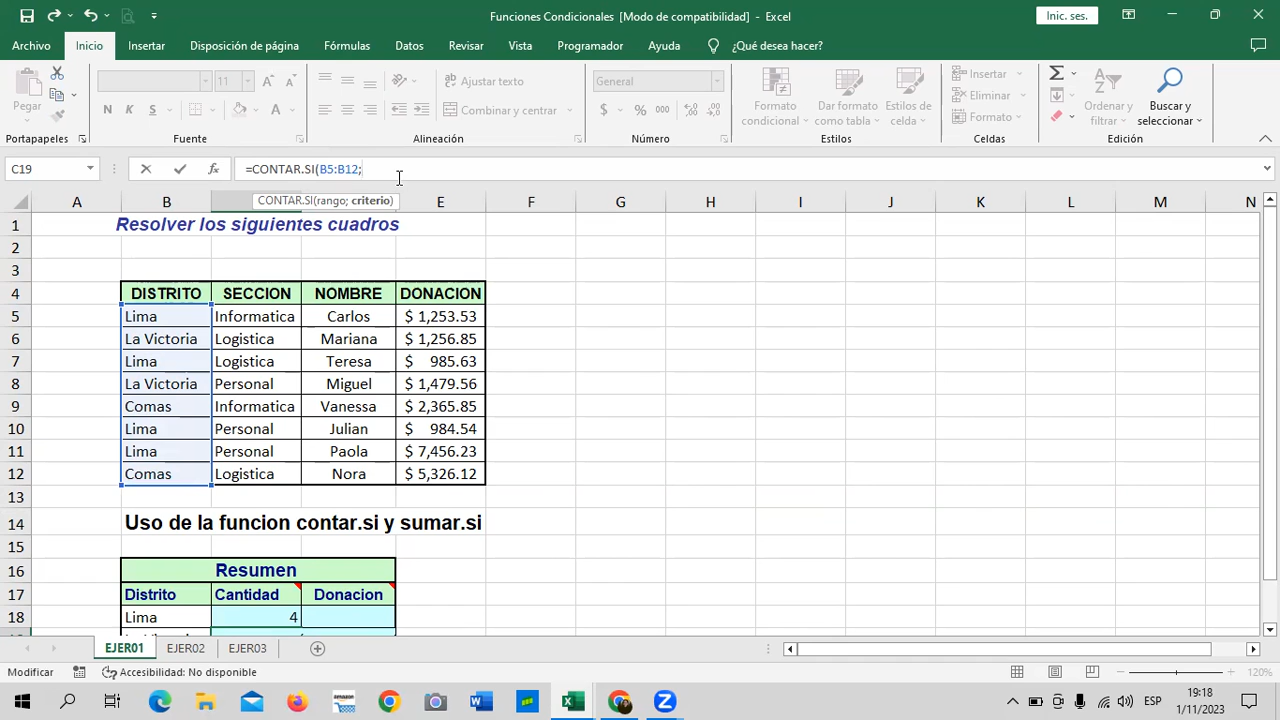 Funciones Condicionales [Modo de compatibilidad] - Excel
Inic. ses.
Archivo Inicio Insertar Disposición de página Fórmulas Datos Revisar Vista Programador Ayuda ¿Qué desea hacer?
11 A A Ajustar texto General Insertar
Pegar Formato condicional Dar formato como tabla Estilos de celda Eliminar Ordenar y filtrar Buscar y seleccionar
N K S A Combinar y centrar $ % 000 Formato
Portapapeles Fuente Alineación Número Estilos Celdas Edición
C19 fx =CONTAR.SI(B5:B12;
CONTAR.SI(rango; criterio)
B E F G H I J K L M N
1 Resolver los siguientes cuadros
2
3
4 DISTRITO SECCION NOMBRE DONACION
5 Lima Informatica Carlos $ 1,253.53
6 La Victoria Logistica Mariana $ 1,256.85
7 Lima Logistica Teresa $ 985.63
8 La Victoria Personal Miguel $ 1,479.56
9 Comas Informatica Vanessa $ 2,365.85
10 Lima Personal Julian $ 984.54
11 Lima Personal Paola $ 7,456.23
12 Comas Logistica Nora $ 5,326.12
13
14 Uso de la funcion contar.si y sumar.si
15
16 Resumen
17 Distrito Cantidad Donacion
18 Lima 4
EJER01 EJER02 EJER03
Modificar Accesibilidad: No disponible 120%
ESP 19:18
1/11/2023